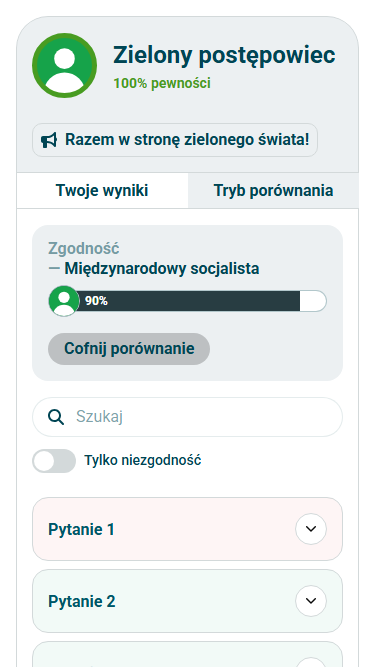 Zielony postępowiec
100% pewności
Razem w stronę zielonego świata!
Twoje wyniki
Tryb porównania
Zgodność
— Międzynarodowy socjalista
90%
Cofnij porównanie
Szukaj
Tylko niezgodność
Pytanie 1
Pytanie 2